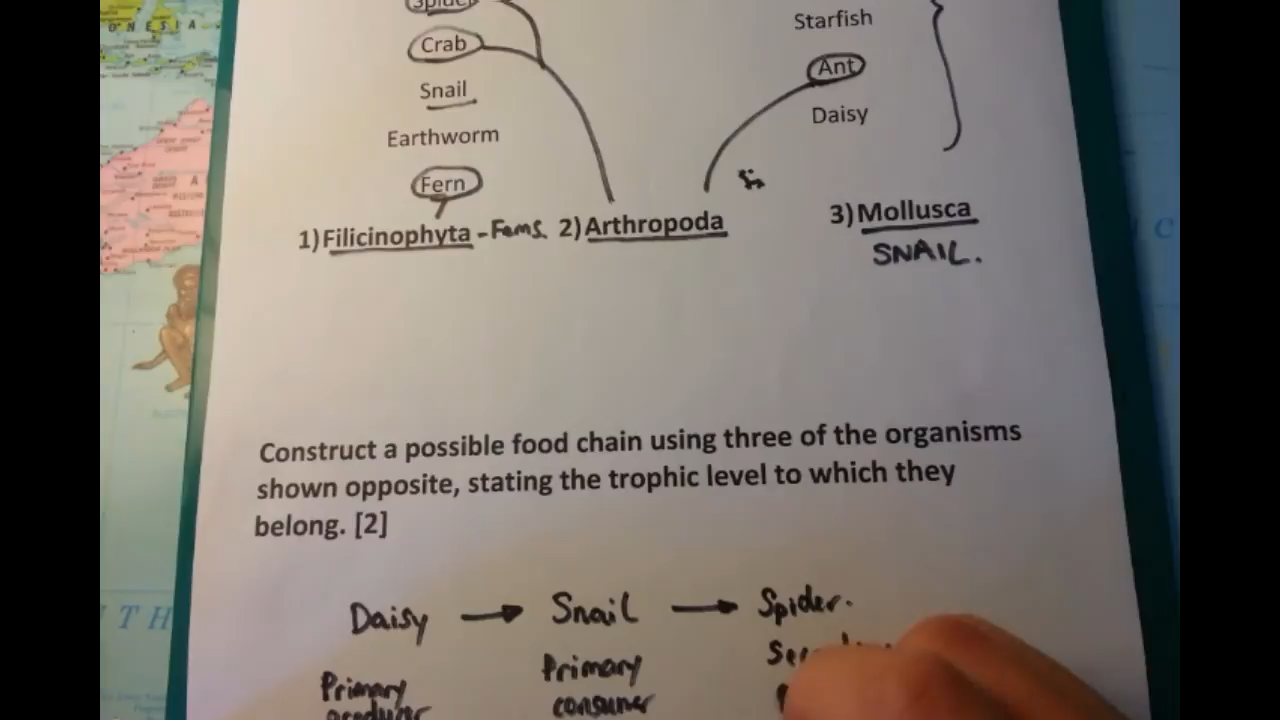 Spider
Starfish
Crab
Ant
Snail
Daisy
Earthworm
Fern
1) Filicinophyta - Ferns. 2) Arthropoda 3) Mollusca
SNAIL.
Construct a possible food chain using three of the organisms
shown opposite, stating the trophic level to which they
belong. [2]
Daisy → Snail → Spider.
Primary Primary
producer consumer